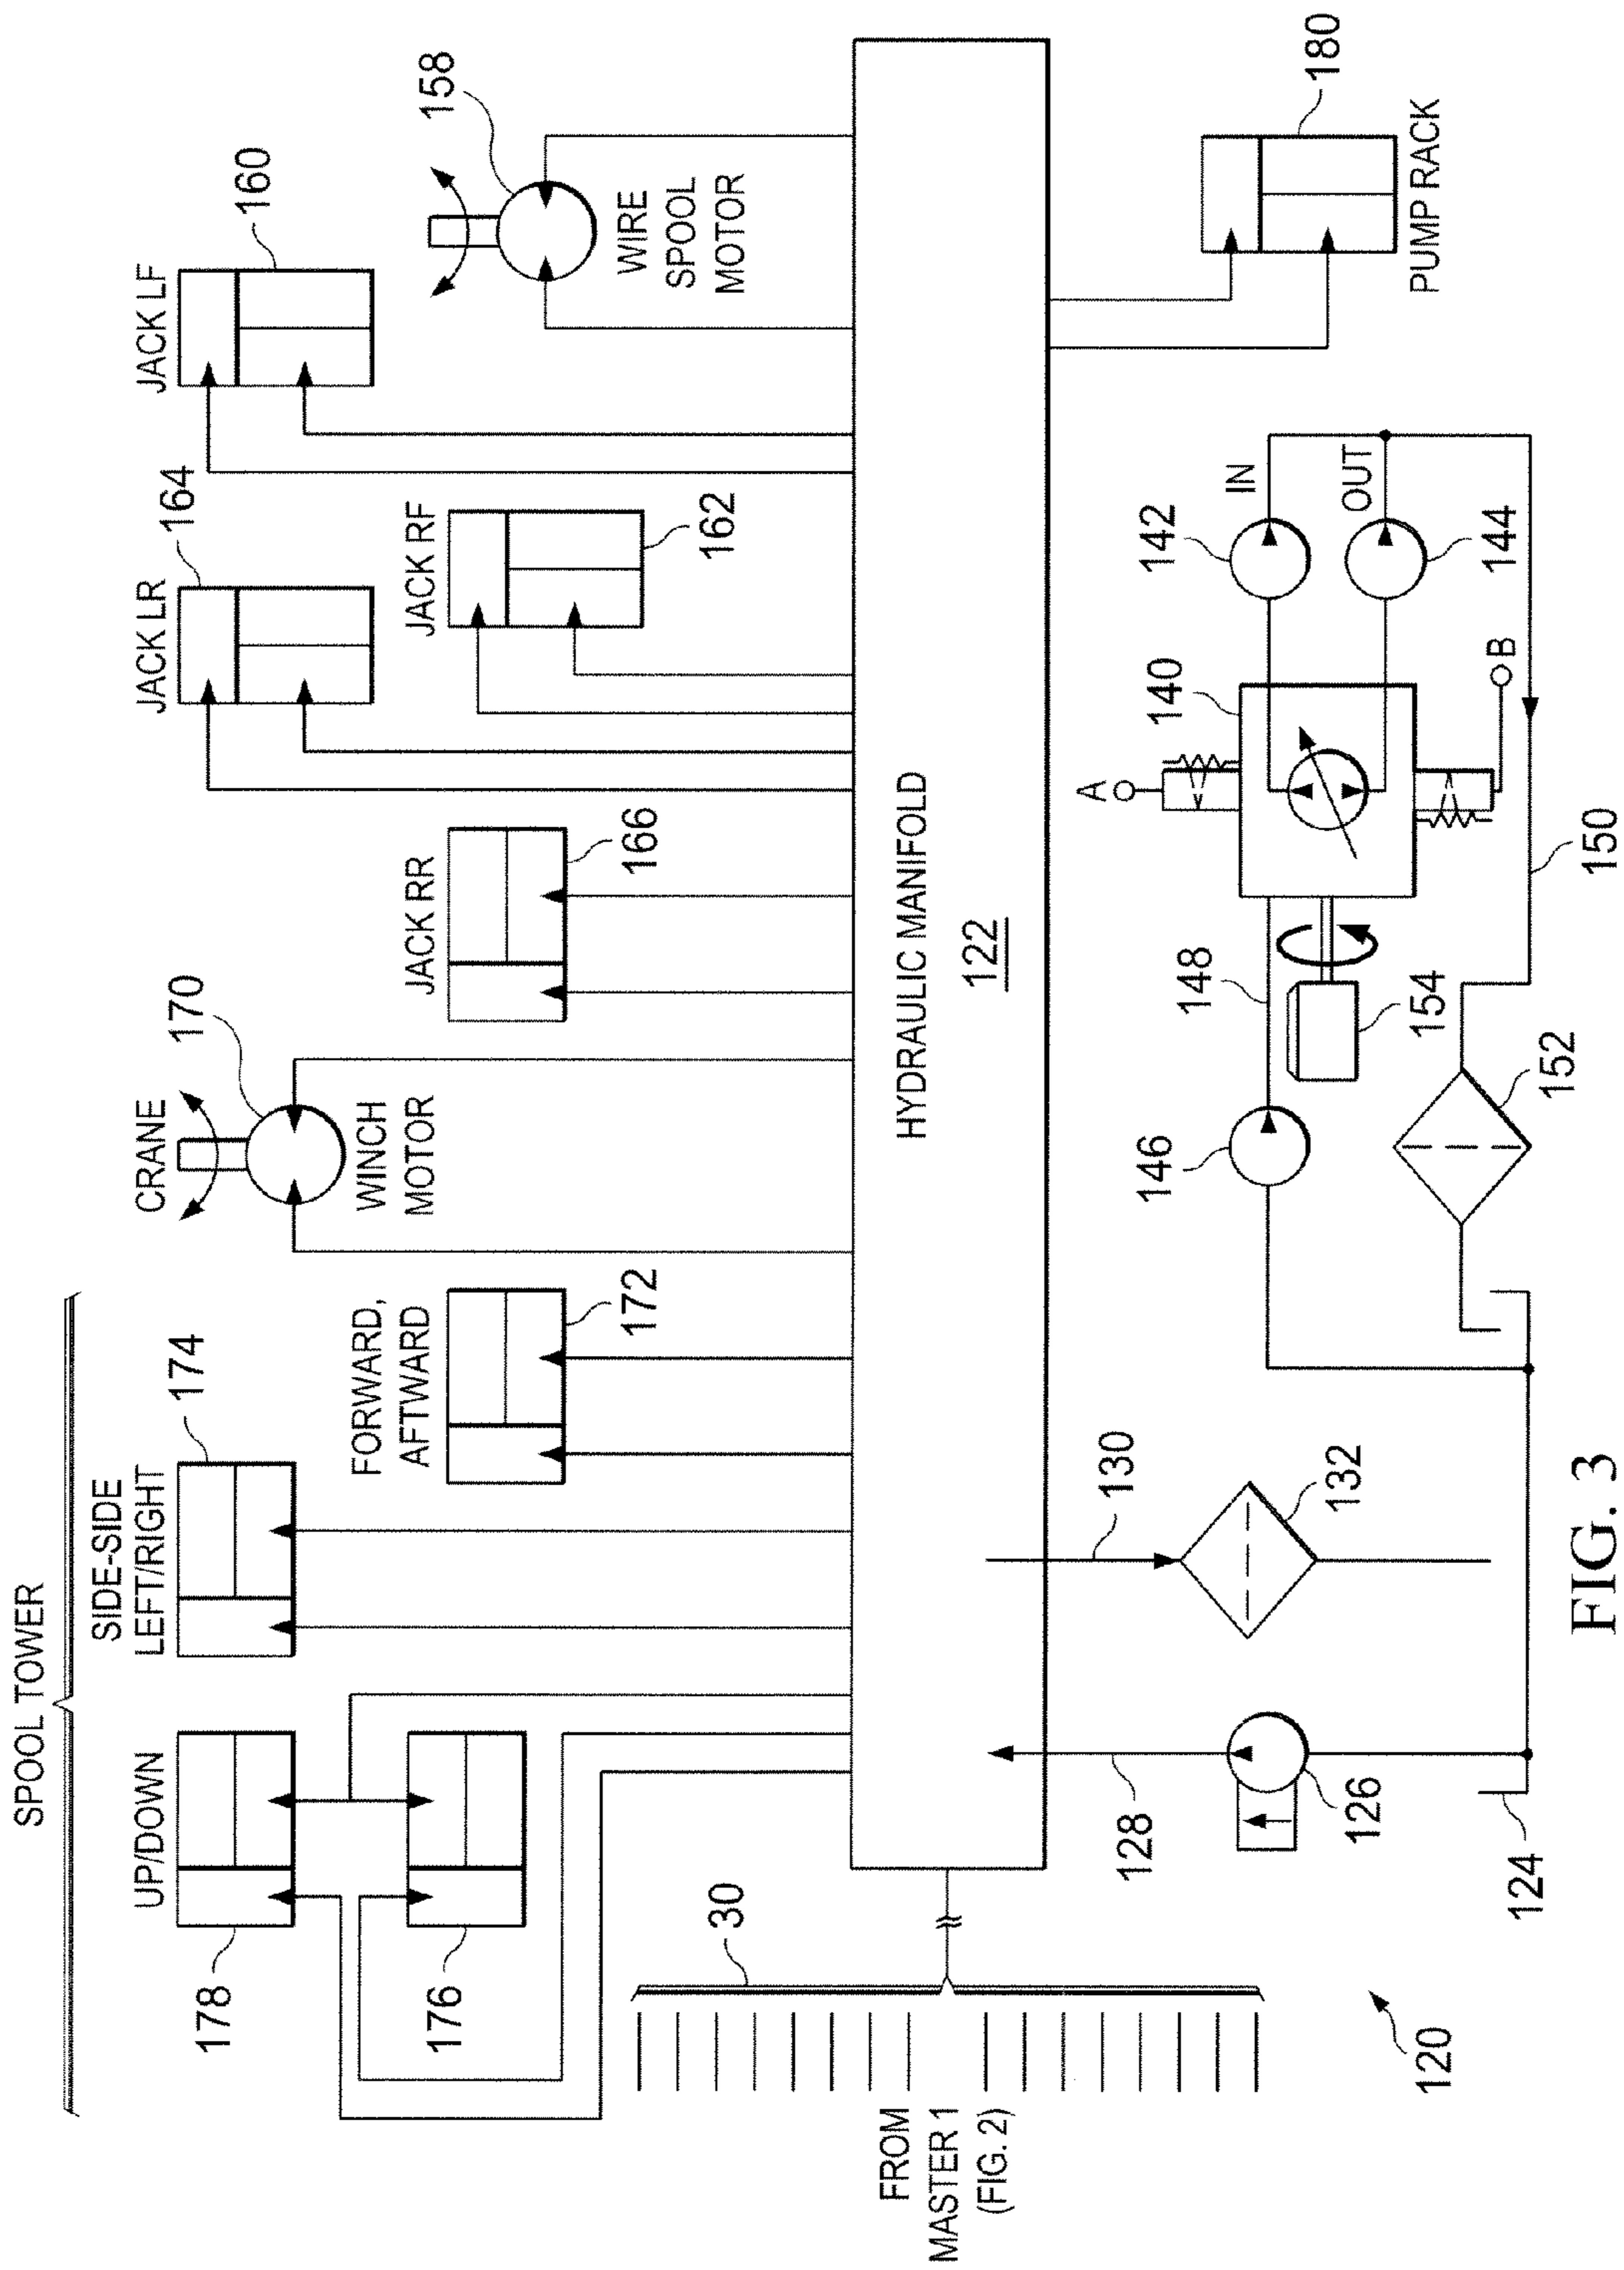 SPOOL TOWER
UP/DOWN
178
176
SIDE-SIDE
LEFT/RIGHT
174
FORWARD,
AFTWARD
172
CRANE
170
WINCH
MOTOR
JACK RR
166
JACK LR
164
JACK RF
162
JACK LF
160
158
WIRE
SPOOL
MOTOR
HYDRAULIC MANIFOLD
122
30
FROM
MASTER 1
(FIG. 2)
120
128
126
124
130
132
146
148
154
152
150
A
140
B
142
IN
OUT
144
180
PUMP RACK
FIG. 3